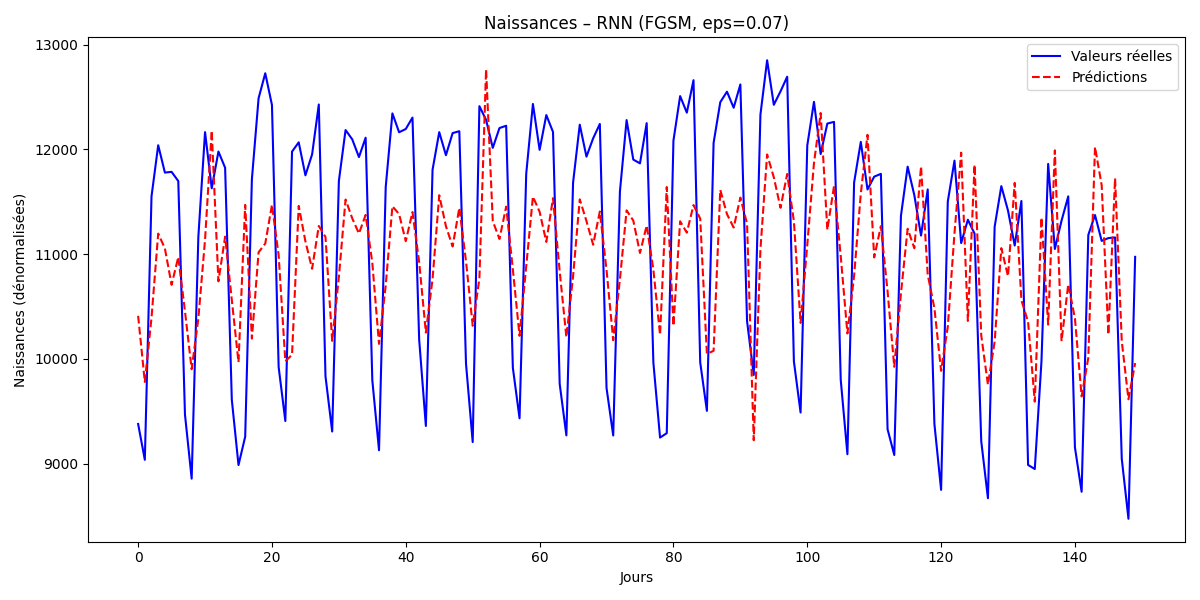 Naissances – RNN (FGSM, eps=0.07)
Valeurs réelles
Prédictions
Naissances (dénormalisées)
13000
12000
11000
10000
9000
0 20 40 60 80 100 120 140
Jours